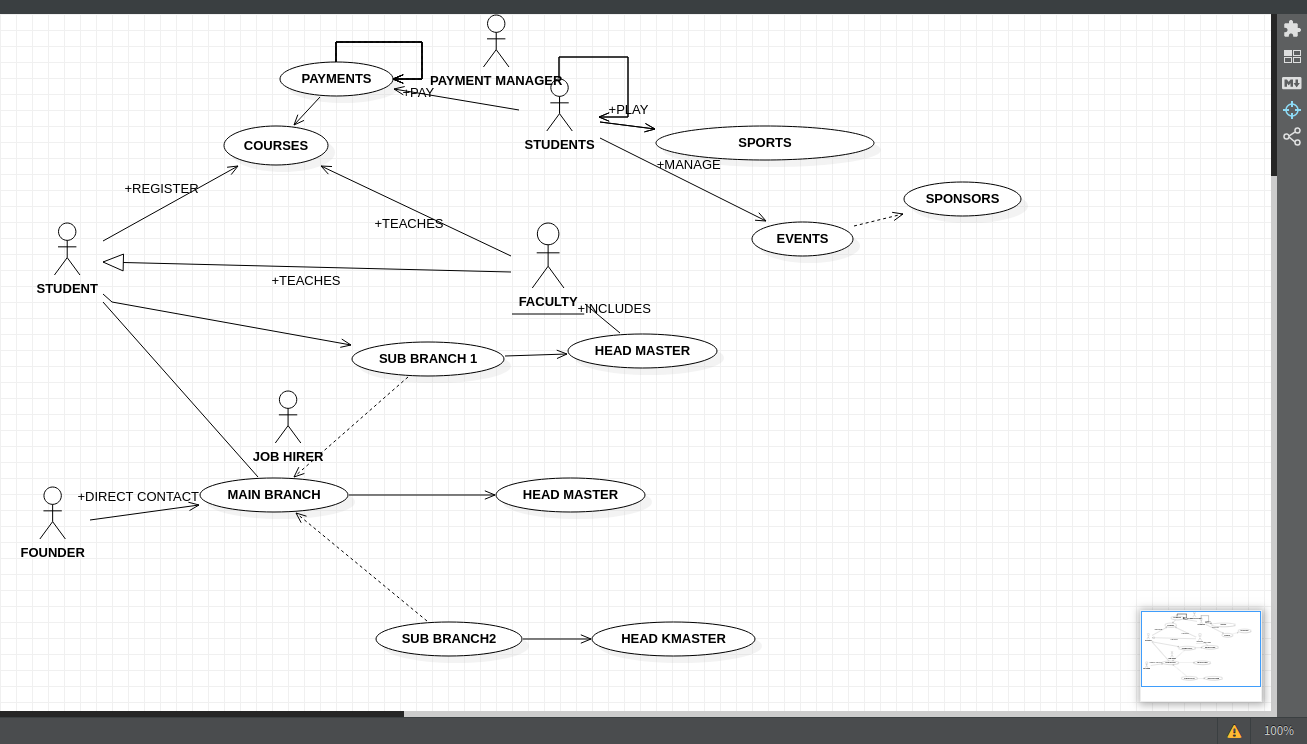 PAYMENTS
PAYMENT MANAGER
+PAY
+PLAY
COURSES
STUDENTS
SPORTS
+MANAGE
+REGISTER
SPONSORS
+TEACHES
EVENTS
STUDENT
+TEACHES
FACULTY
+INCLUDES
SUB BRANCH 1
HEAD MASTER
JOB HIRER
+DIRECT CONTACT
MAIN BRANCH
HEAD MASTER
FOUNDER
SUB BRANCH2
HEAD KMASTER
100%